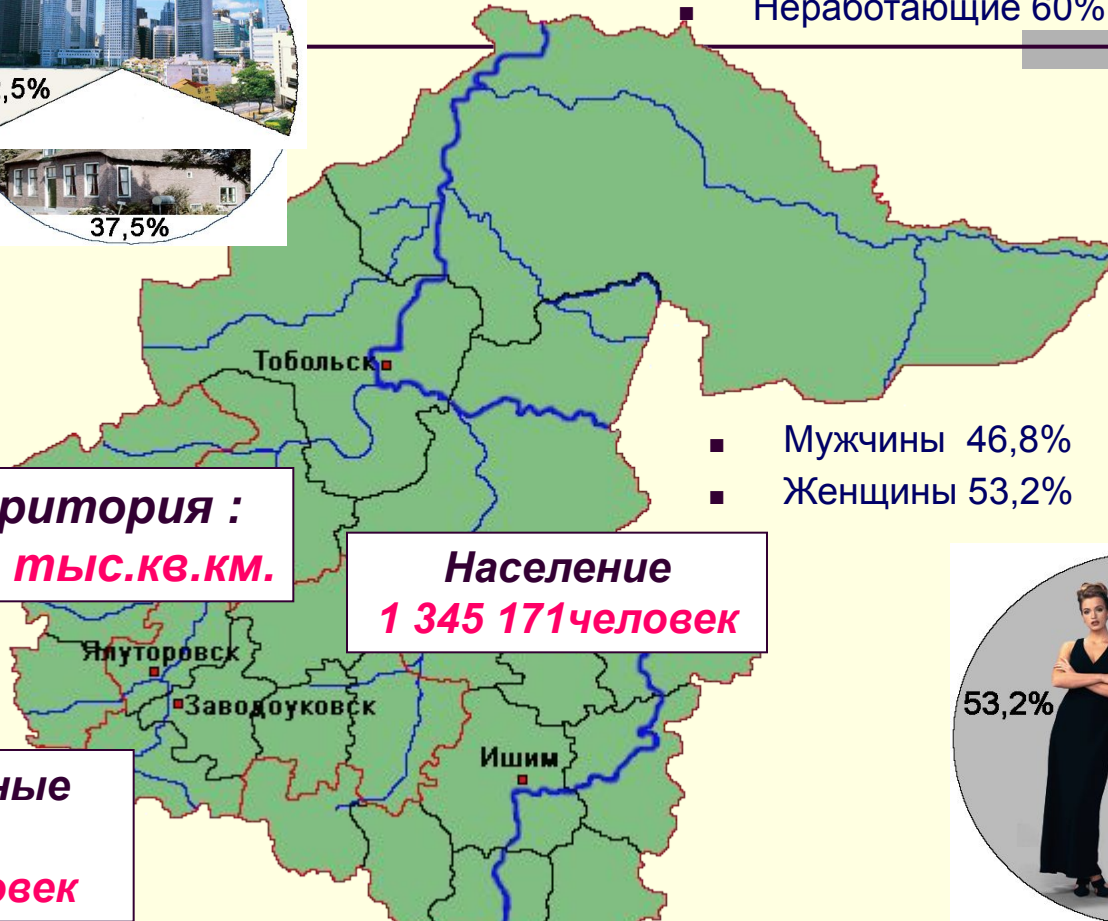 Неработающие 60%
,5%
37,5%
Тобольск
Мужчины 46,8%
Женщины 53,2%
ритория :
тыс.кв.км.
Население
1 345 171человек
53,2%
Ялуторовск
Заводоуковск
Ишим
ные
овек